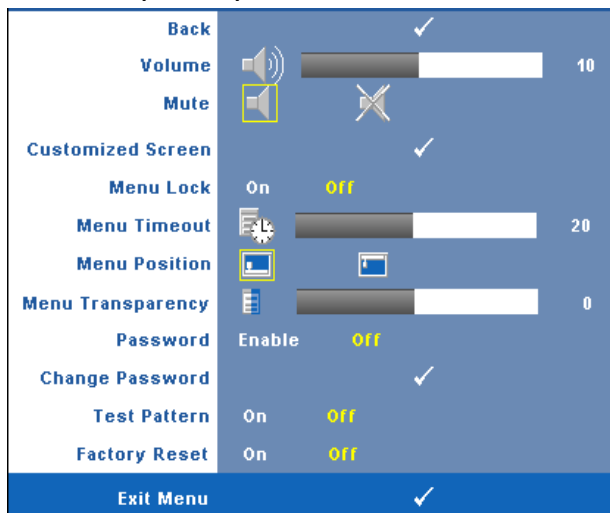 Back
Volume 10
Mute
Customized Screen
Menu Lock On Off
Menu Timeout 20
Menu Position
Menu Transparency 0
Password Enable Off
Change Password
Test Pattern On Off
Factory Reset On Off
Exit Menu